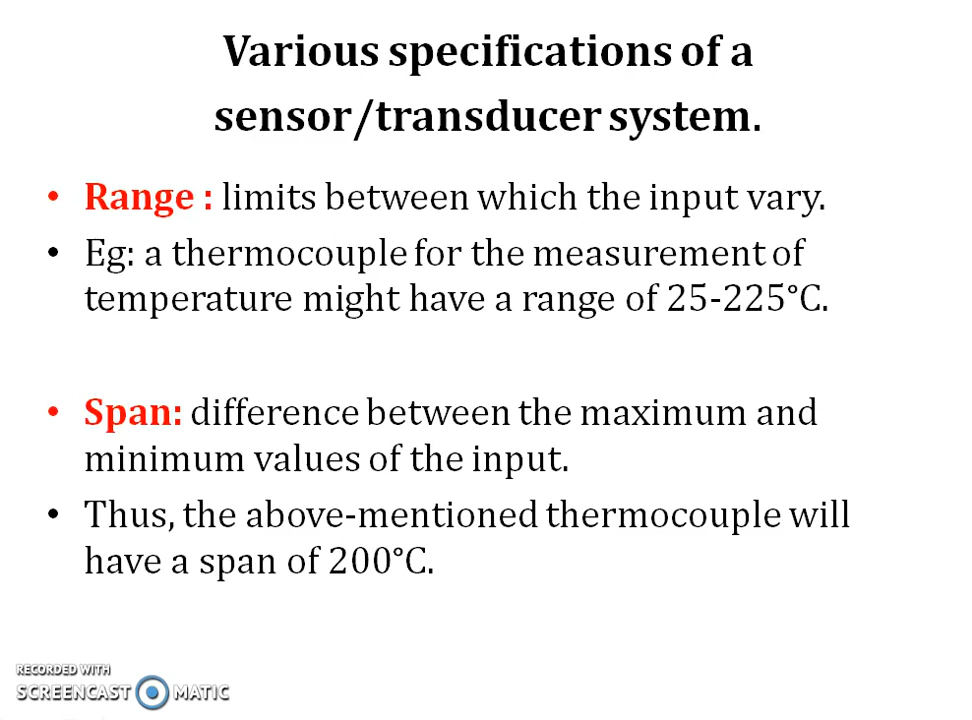 Various specifications of a
sensor/transducer system.
• Range : limits between which the input vary.
• Eg: a thermocouple for the measurement of
temperature might have a range of 25-225°C.
• Span: difference between the maximum and
minimum values of the input.
• Thus, the above-mentioned thermocouple will
have a span of 200°C.
RECORDED WITH
SCREENCAST MATIC